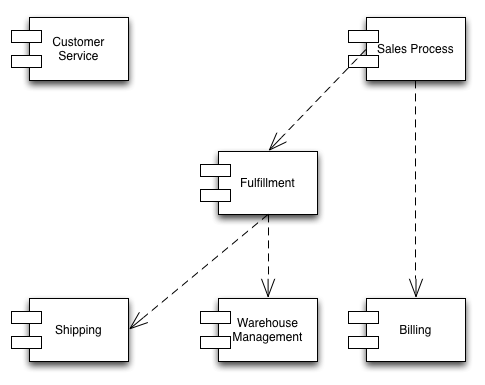 Customer
Service
Sales Process
Fulfillment
Shipping
Warehouse
Management
Billing